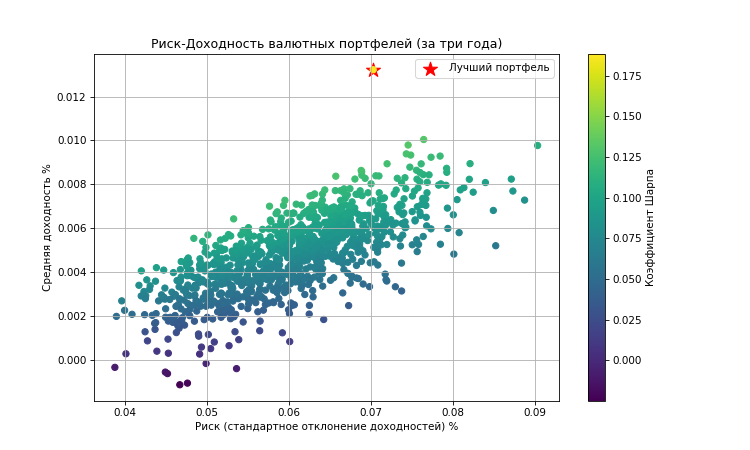 Риск-Доходность валютных портфелей (за три года)
Лучший портфель
Средняя доходность %
0.012
0.010
0.008
0.006
0.004
0.002
0.000
0.04 0.05 0.06 0.07 0.08 0.09
Риск (стандартное отклонение доходностей) %
0.175
0.150
0.125
0.100
0.075
0.050
0.025
0.000
Коэффициент Шарпа